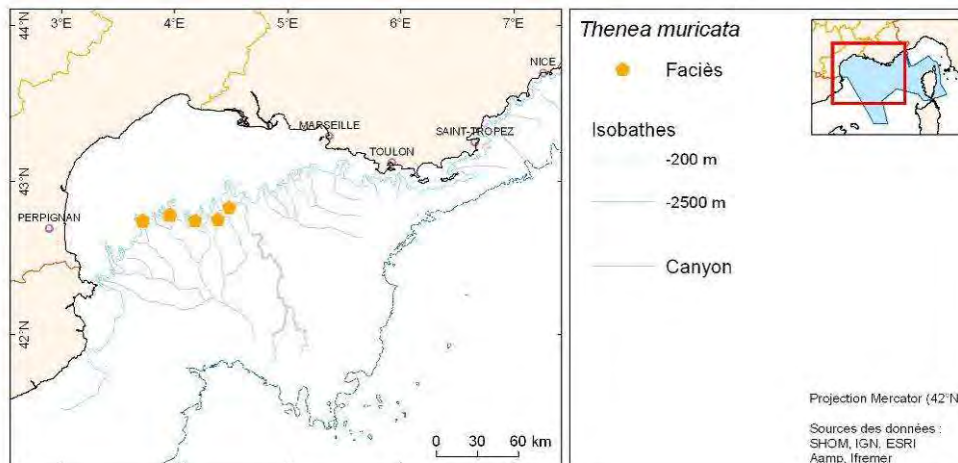 3°E
4°E
5°E
6°E
7°E
44°N
43°N
42°N
NICE
MARSEILLE
SAINT-TROPEZ
TOULON
PERPIGNAN
0 30 60 km
Thenea muricata
Faciès
Isobathes
-200 m
-2500 m
Canyon
Projection Mercator (42°N
Sources des données :
SHOM, IGN, ESRI
Aamp, Ifremer